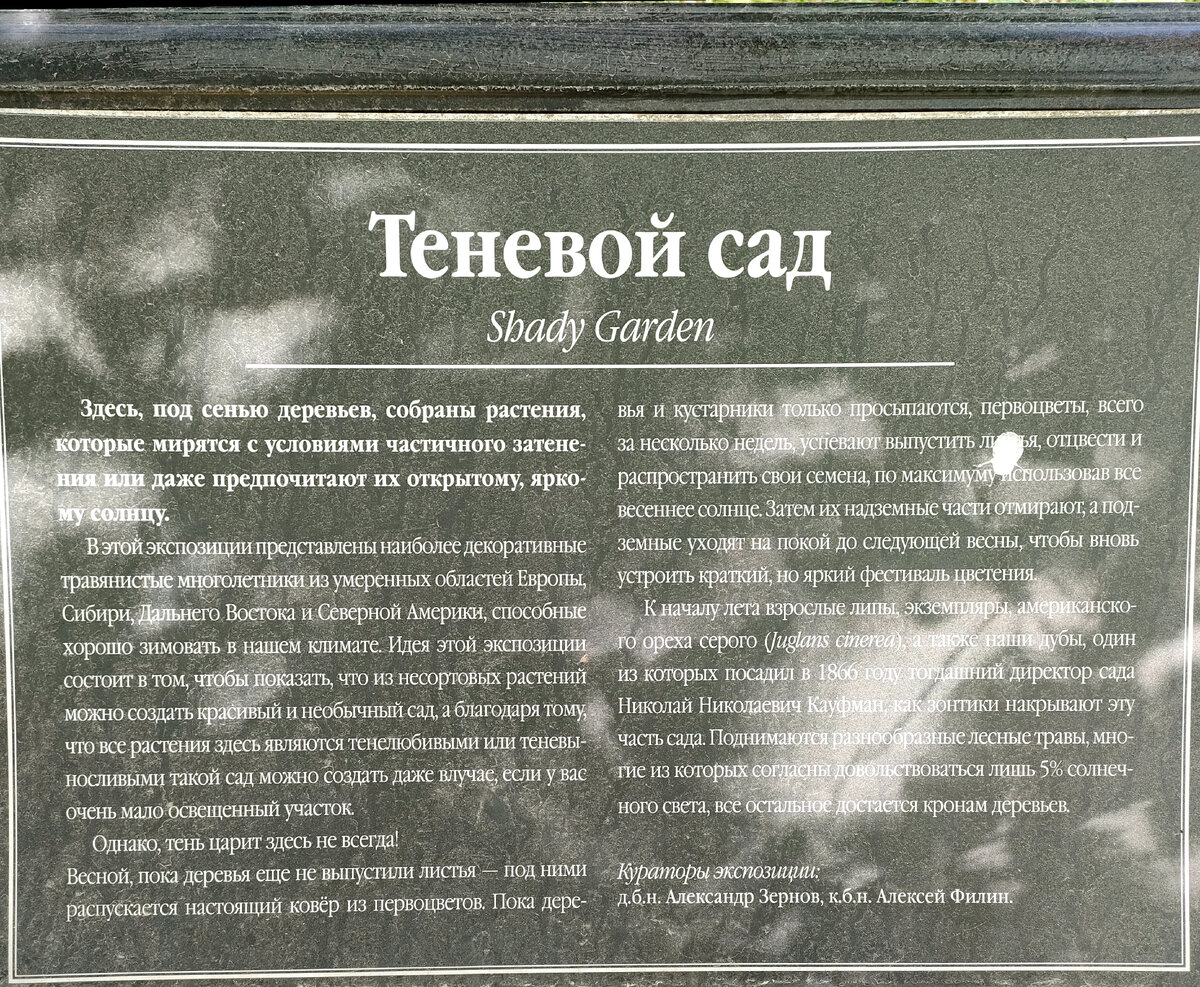 Теневой сад
Shady Garden
Здесь, под сенью деревьев, собраны растения,
которые мирятся с условиями частичного затене-
ния или даже предпочитают их открытому, ярко-
му солнцу.
В этой экспозиции представлены наиболее декоративные
травянистые многолетники из умеренных областей Европы,
Сибири, Дальнего Востока и Северной Америки, способные
хорошо зимовать в нашем климате. Идея этой экспозиции
состоит в том, чтобы показать, что из несортовых растений
можно создать красивый и необычный сад, а благодаря тому,
что все растения здесь являются тенелюбивыми или теневы-
носливыми такой сад можно создать даже влучае, если у вас
очень мало освещенный участок.
Однако, тень царит здесь не всегда!
Весной, пока деревья еще не выпустили листья — под ними
распускается настоящий ковёр из первоцветов. Пока дере-
вья и кустарники только просыпаются, первоцветы, всего
за несколько недель, успевают выпустить листья, отцвести и
распространить свои семена, по максимуму использовав все
весеннее солнце. Затем их надземные части отмирают, а под-
земные уходят на покой до следующей весны, чтобы вновь
устроить краткий, но яркий фестиваль цветения.
К началу лета взрослые липы, экземпляры, американско-
го ореха серого (Juglans cinerea), а также наши дубы, один
из которых посадил в 1866 году тогдашний директор сада
Николай Николаевич Кауфман, как зонтики накрывают эту
часть сада. Поднимаются разнообразные лесные травы, мно-
гие из которых согласны довольствоваться лишь 5% солнеч-
ного света, все остальное достается кронам деревьев.
Кураторы экспозиции:
д.б.н. Александр Зернов, к.б.н. Алексей Филин.